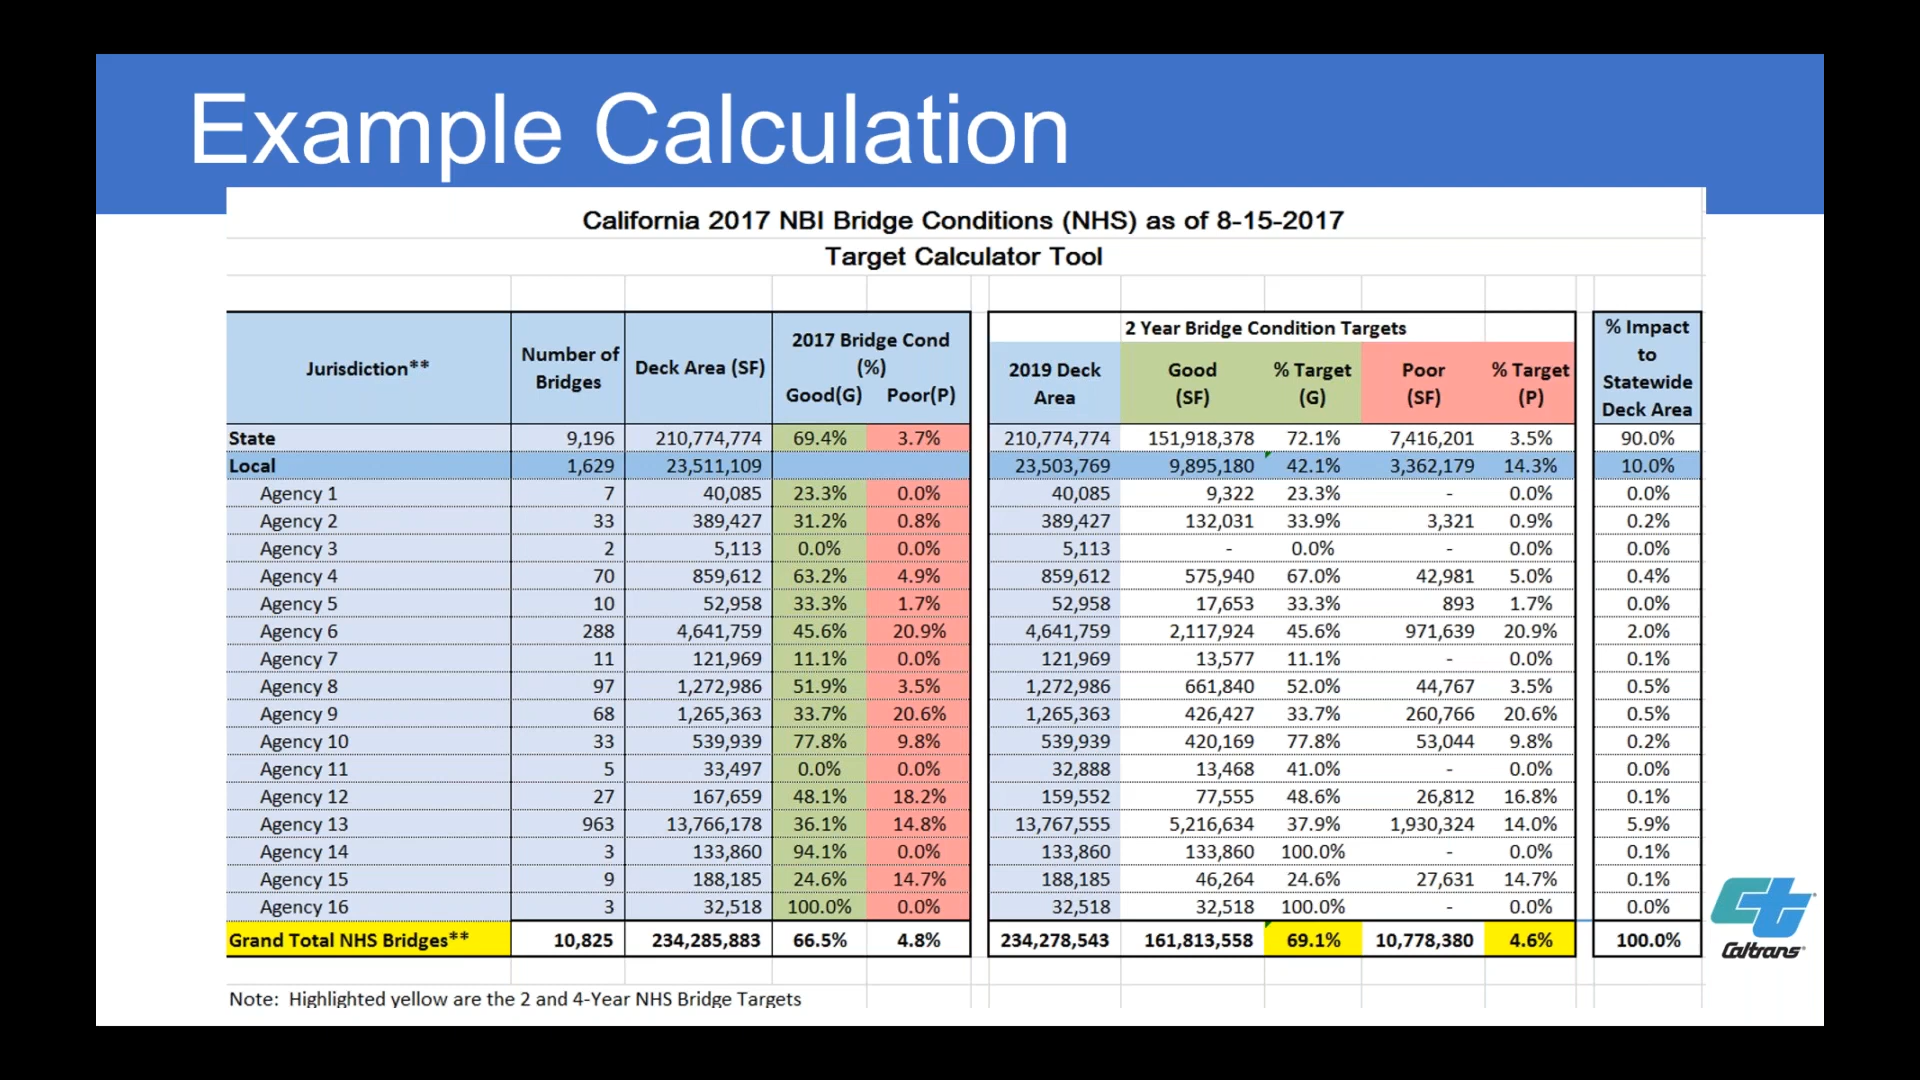 Example Calculation
California 2017 NBI Bridge Conditions (NHS) as of 8-15-2017
Target Calculator Tool
Jurisdiction** Number of Bridges Deck Area (SF) 2017 Bridge Cond (%) Good(G) Poor(P) 2 Year Bridge Condition Targets 2019 Deck Area Good (SF) % Target (G) Poor (SF) % Target (P) % Impact to Statewide Deck Area
State 9,196 210,774,774 69.4% 3.7% 210,774,774 151,918,378 72.1% 7,416,201 3.5% 90.0%
Local 1,629 23,511,109 23,503,769 9,895,180 42.1% 3,362,179 14.3% 10.0%
Agency 1 7 40,085 23.3% 0.0% 40,085 9,322 23.3% - 0.0% 0.0%
Agency 2 33 389,427 31.2% 0.8% 389,427 132,031 33.9% 3,321 0.9% 0.2%
Agency 3 2 5,113 0.0% 0.0% 5,113 - 0.0% - 0.0% 0.0%
Agency 4 70 859,612 63.2% 4.9% 859,612 575,940 67.0% 42,981 5.0% 0.4%
Agency 5 10 52,958 33.3% 1.7% 52,958 17,653 33.3% 893 1.7% 0.0%
Agency 6 288 4,641,759 45.6% 20.9% 4,641,759 2,117,924 45.6% 971,639 20.9% 2.0%
Agency 7 11 121,969 11.1% 0.0% 121,969 13,577 11.1% - 0.0% 0.1%
Agency 8 97 1,272,986 51.9% 3.5% 1,272,986 661,840 52.0% 44,767 3.5% 0.5%
Agency 9 68 1,265,363 33.7% 20.6% 1,265,363 426,427 33.7% 260,766 20.6% 0.5%
Agency 10 33 539,939 77.8% 9.8% 539,939 420,169 77.8% 53,044 9.8% 0.2%
Agency 11 5 33,497 0.0% 0.0% 32,888 13,468 41.0% - 0.0% 0.0%
Agency 12 27 167,659 48.1% 18.2% 159,552 77,555 48.6% 26,812 16.8% 0.1%
Agency 13 963 13,766,178 36.1% 14.8% 13,767,555 5,216,634 37.9% 1,930,324 14.0% 5.9%
Agency 14 3 133,860 94.1% 0.0% 133,860 133,860 100.0% - 0.0% 0.1%
Agency 15 9 188,185 24.6% 14.7% 188,185 46,264 24.6% 27,631 14.7% 0.1%
Agency 16 3 32,518 100.0% 0.0% 32,518 32,518 100.0% - 0.0% 0.0%
Grand Total NHS Bridges** 10,825 234,285,883 66.5% 4.8% 234,278,543 161,813,558 69.1% 10,778,380 4.6% 100.0%
Note: Highlighted yellow are the 2 and 4-Year NHS Bridge Targets
Ct
Caltrans